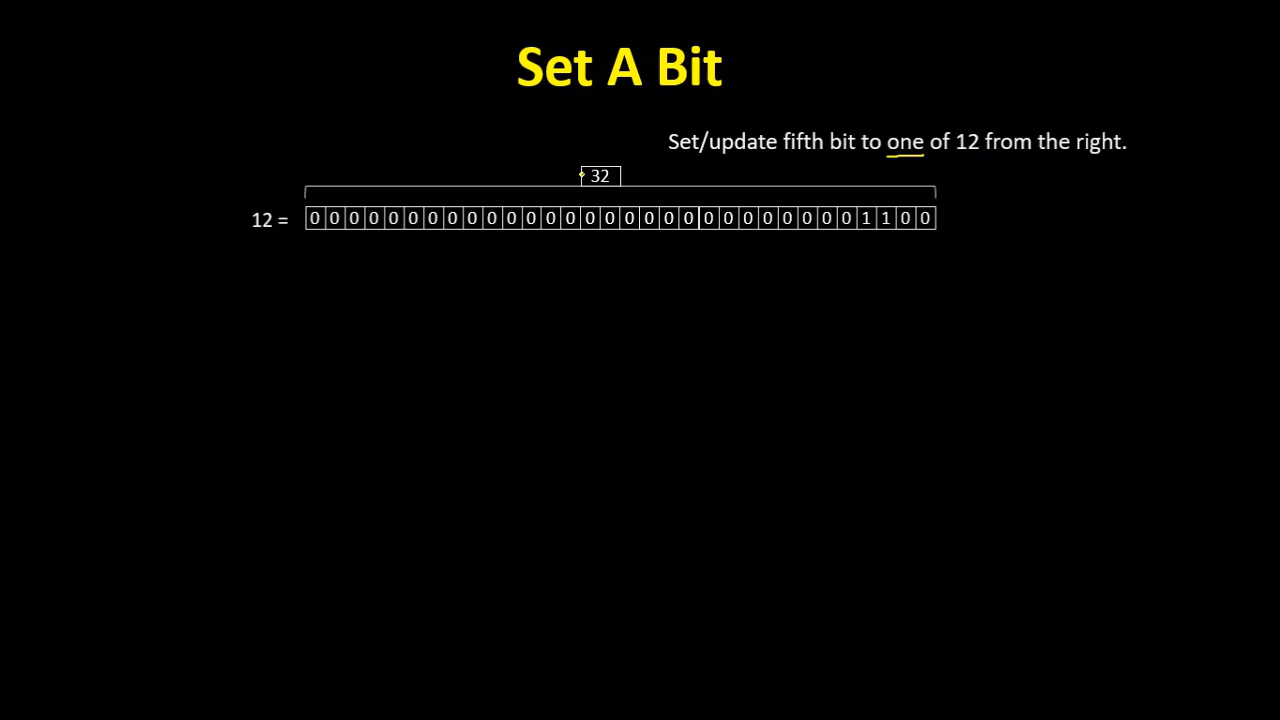 Set A Bit
Set/update fifth bit to one of 12 from the right.
32
12 = 0 0 0 0 0 0 0 0 0 0 0 0 0 0 0 0 0 0 0 0 0 0 0 0 0 0 0 0 1 1 0 0